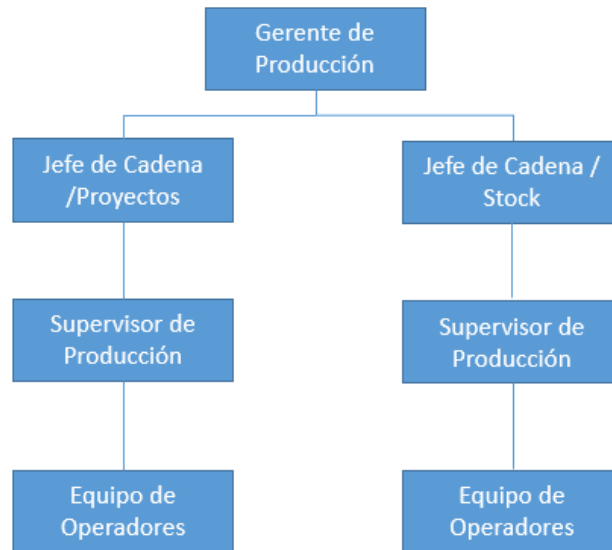 Gerente de
Producción
Jefe de Cadena
/Proyectos
Jefe de Cadena /
Stock
Supervisor de
Producción
Supervisor de
Producción
Equipo de
Operadores
Equipo de
Operadores